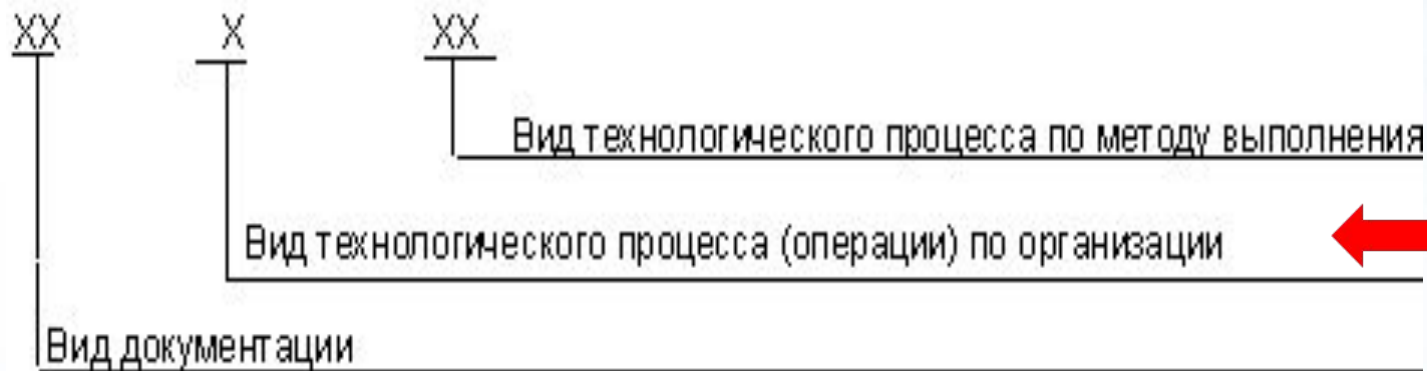 XX X XX
Вид технологического процесса по методу выполнения
Вид технологического процесса (операции) по организации
Вид документации